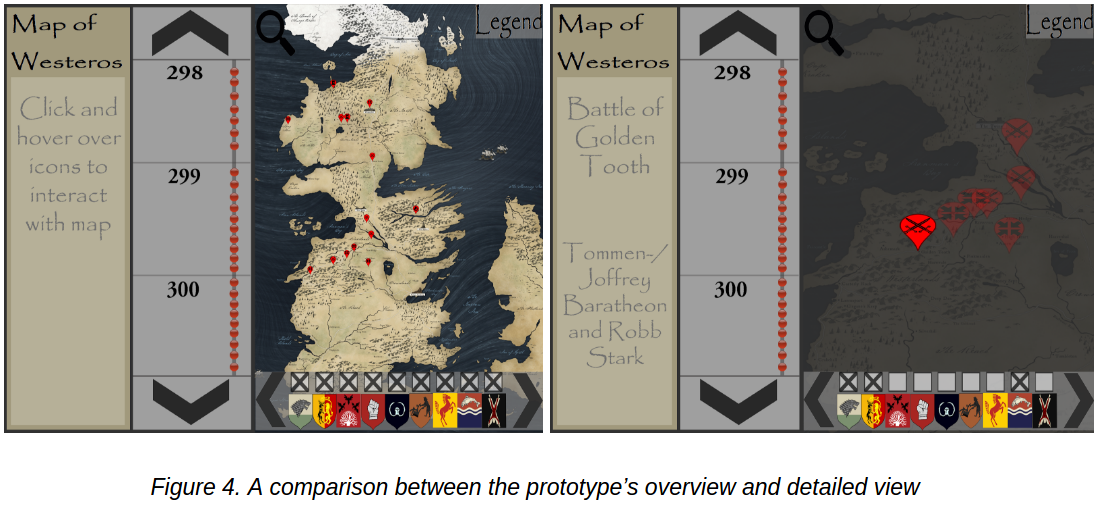 Map of
Westeros
Click and
hover over
icons to
interact
with map
298
299
300
Legend
Map of
Westeros
Battle of
Golden
Tooth
Tommen-/
Joffrey
Baratheon
and Robb
Stark
298
299
300
Legend
Figure 4. A comparison between the prototype's overview and detailed view